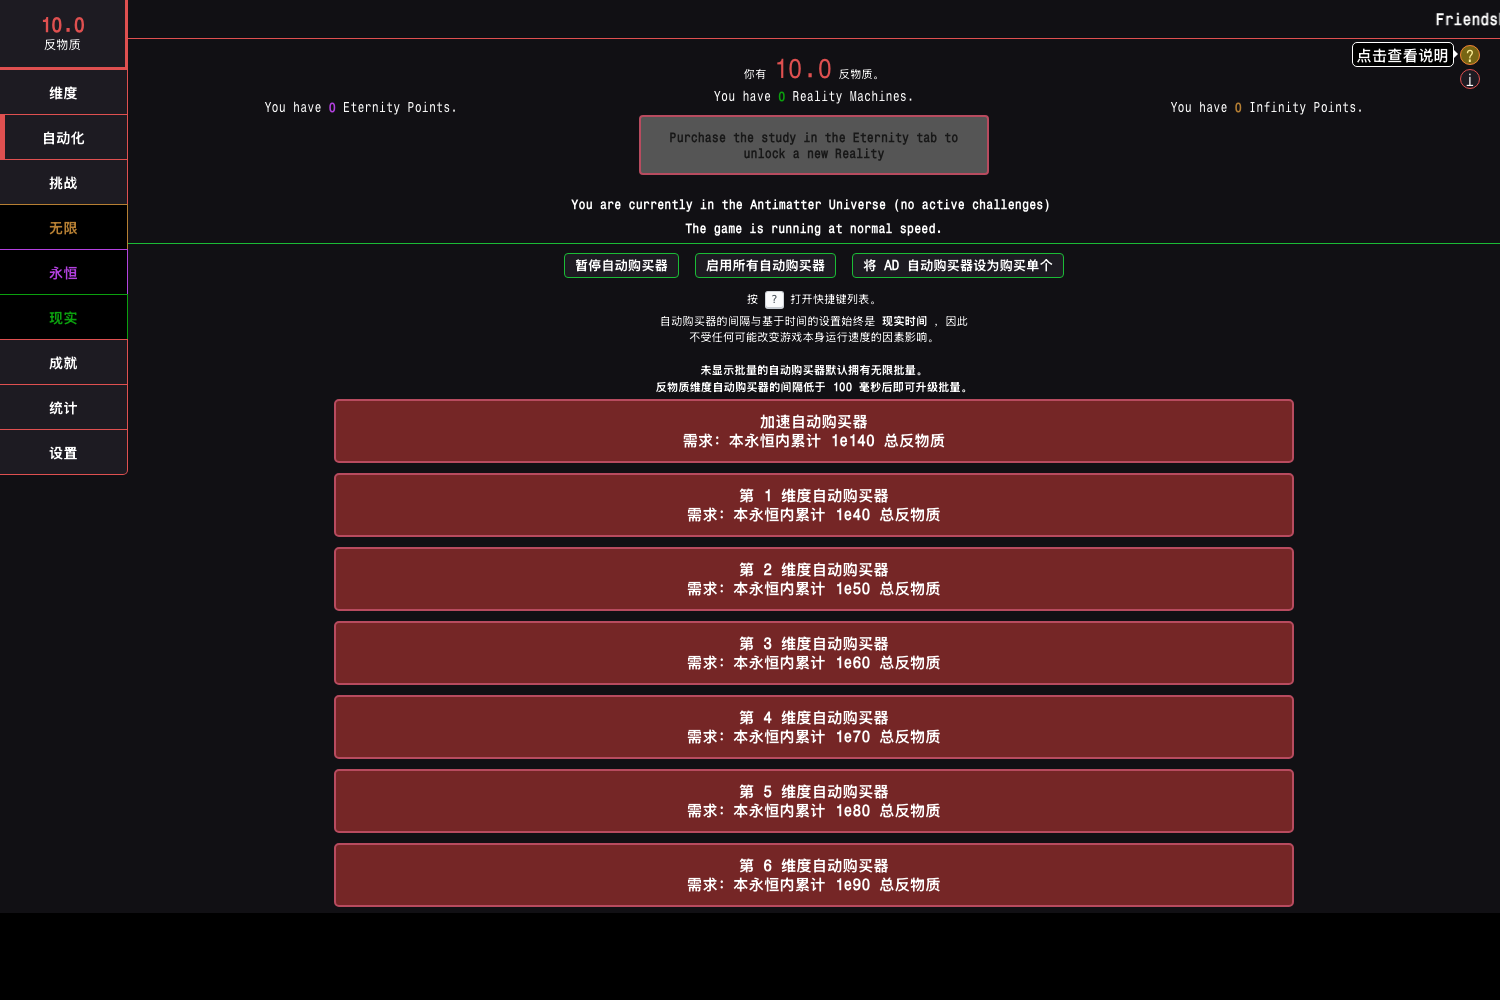 10.0
反物质
维度
自动化
挑战
无限
永恒
现实
成就
统计
设置
Friends
点击查看说明
?
i
你有 10.0 反物质。
You have 0 Eternity Points.
You have 0 Reality Machines.
You have 0 Infinity Points.
Purchase the study in the Eternity tab to
unlock a new Reality
You are currently in the Antimatter Universe (no active challenges)
The game is running at normal speed.
暂停自动购买器
启用所有自动购买器
将 AD 自动购买器设为购买单个
按 ? 打开快捷键列表。
自动购买器的间隔与基于时间的设置始终是 现实时间 , 因此
不受任何可能改变游戏本身运行速度的因素影响。
未显示批量的自动购买器默认拥有无限批量。
反物质维度自动购买器的间隔低于 100 毫秒后即可升级批量。
加速自动购买器
需求: 本永恒内累计 1e140 总反物质
第 1 维度自动购买器
需求: 本永恒内累计 1e40 总反物质
第 2 维度自动购买器
需求: 本永恒内累计 1e50 总反物质
第 3 维度自动购买器
需求: 本永恒内累计 1e60 总反物质
第 4 维度自动购买器
需求: 本永恒内累计 1e70 总反物质
第 5 维度自动购买器
需求: 本永恒内累计 1e80 总反物质
第 6 维度自动购买器
需求: 本永恒内累计 1e90 总反物质